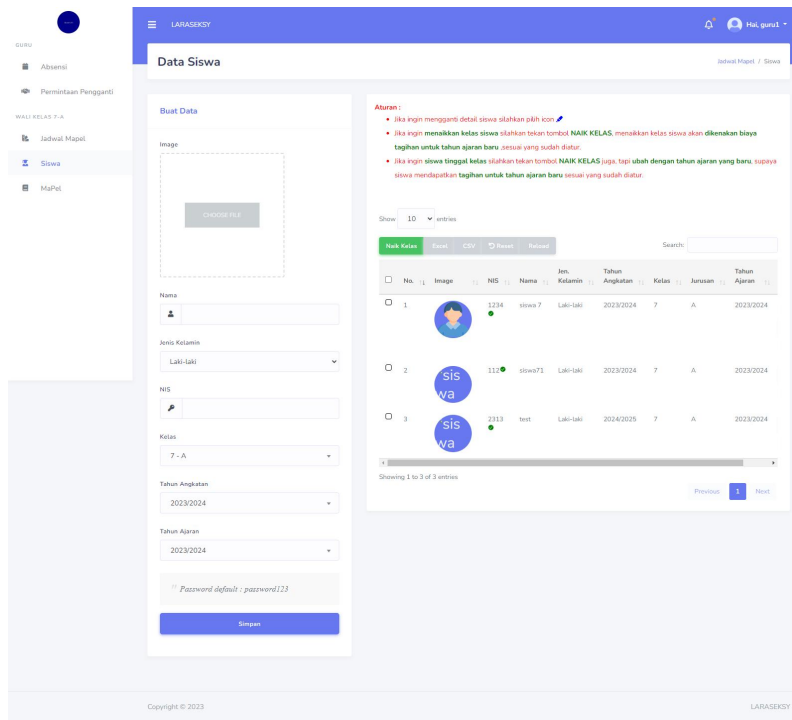 LARASEKSY
Hai, guru1
GURU
Absensi
Permintaan Pengganti
WALI KELAS 7-A
Jadwal Mapel
Siswa
MaPel
Data Siswa
Jadwal Mapel / Siswa
Buat Data
Image
CHOOSE FILE
Nama
Jenis Kelamin
Laki-laki
NIS
Kelas
7 - A
Tahun Angkatan
2023/2024
Tahun Ajaran
2023/2024
" Password default : password123
Simpan
Aturan :
Jika ingin mengganti detail siswa silahkan pilih icon
Jika ingin menaikkan kelas siswa silahkan tekan tombol NAIK KELAS, menaikkan kelas siswa akan dikenakan biaya
tagihan untuk tahun ajaran baru ,sesuai yang sudah diatur.
Jika ingin siswa tinggal kelas silahkan tekan tombol NAIK KELAS juga, tapi ubah dengan tahun ajaran yang baru, supaya
siswa mendapatkan tagihan untuk tahun ajaran baru sesuai yang sudah diatur.
Show 10 entries
Naik Kelas Excel CSV Reset Reload
Search:
No. Image NIS Nama Jen. Kelamin Tahun Angkatan Kelas Jurusan Tahun Ajaran
1 1234 siswa 7 Laki-laki 2023/2024 7 A 2023/2024
2 siswa 112 siswa71 Laki-laki 2023/2024 7 A 2023/2024
3 siswa 2313 test Laki-laki 2024/2025 7 A 2023/2024
Showing 1 to 3 of 3 entries
Previous 1 Next
Copyright © 2023
LARASEKSY